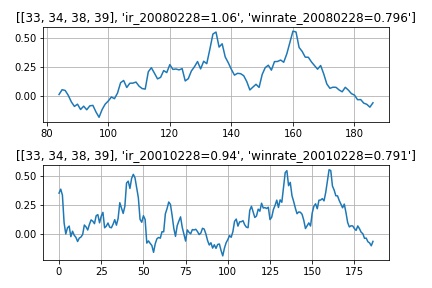 [[33, 34, 38, 39], 'ir_20080228=1.06', 'winrate_20080228=0.796']
0.50
0.25
0.00
80 100 120 140 160 180
[[33, 34, 38, 39], 'ir_20010228=0.94', 'winrate_20010228=0.791']
0.50
0.25
0.00
0 25 50 75 100 125 150 175